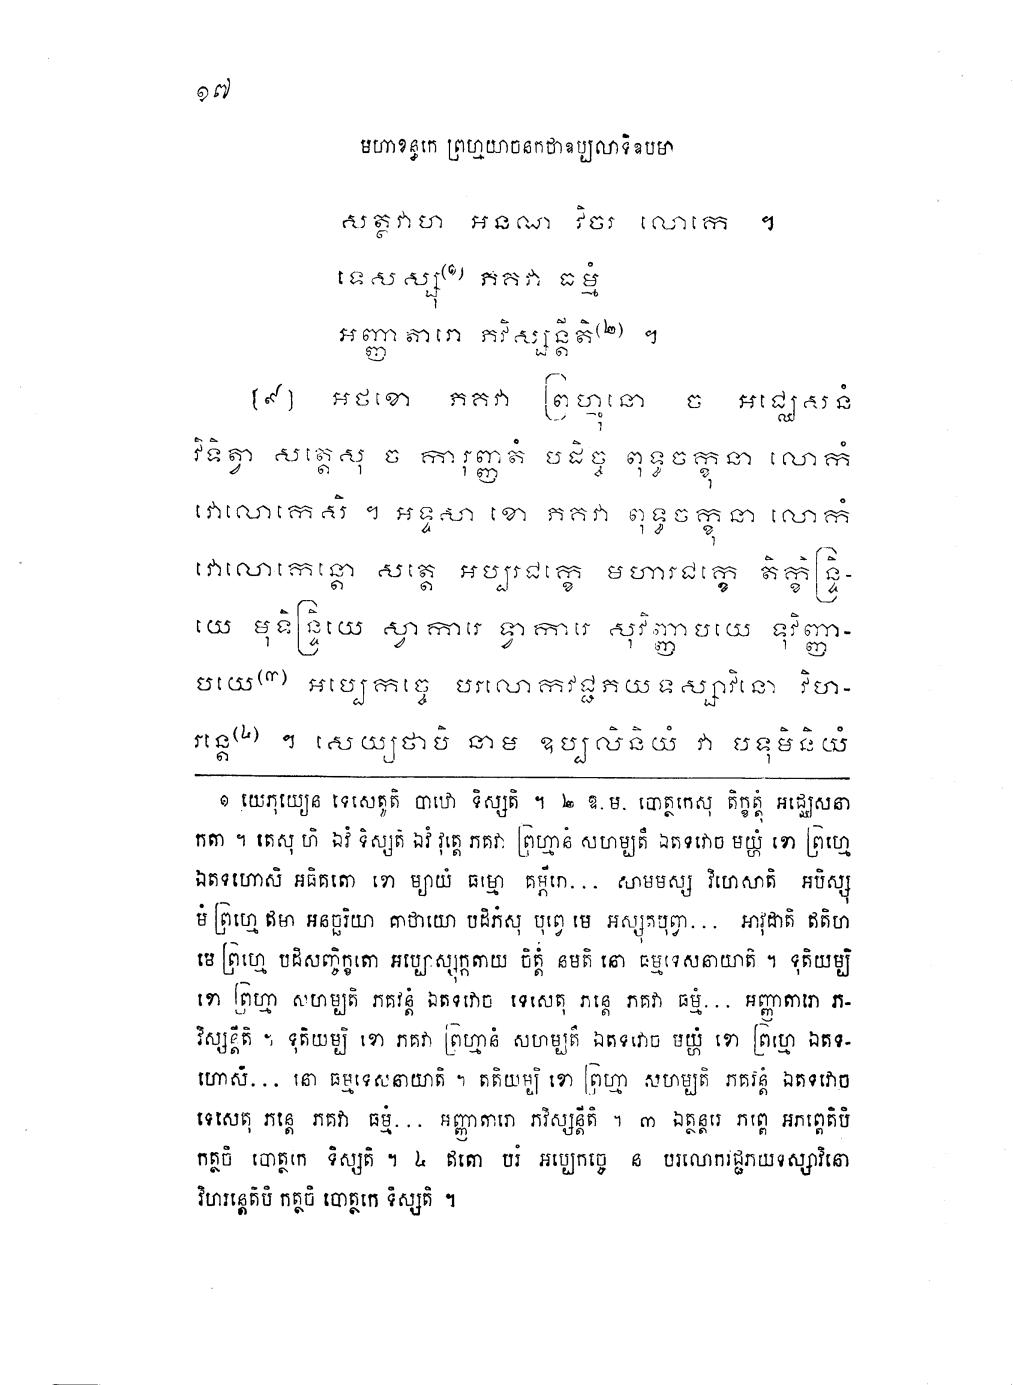 ១៧
មហាខន្ធកេ ព្រហ្មយាចនកថាឧប្បលាទិឧបមា
សត្ថវាហ អនណ វិចរ លោកេ ។
ទេសស្សុ(១) ភគវា ធម្មំ
អញ្ញាតារោ ភវិស្សន្តីតិ(២) ។
[៩] អថខោ ភគវា ព្រហ្មុនោ ច អជ្ឈេសនំ
វិទិត្វា សត្តេសុ ច ការុញ្ញតំ បដិច្ច ពុទ្ធចក្ខុនា លោកំ
វោលោកេសិ ។ អទ្ទសា ខោ ភគវា ពុទ្ធចក្ខុនា លោកំ
វោលោកេន្តោ សត្តេ អប្បរជក្ខេ មហារជក្ខេ តិក្ខិន្ទ្រិ-
យេ មុទិន្ទ្រិយេ ស្វាការេ ទ្វាការេ សុវិញ្ញាបយេ ទុវិញ្ញា-
បយេ(៣) អប្បេកច្ចេ បរលោកវជ្ជភយទស្សាវិនោ វិហ-
រន្តេ(៤) ។ សេយ្យថាបិ នាម ឧប្បលិនិយំ វា បទុមិនិយំ
១ យេភុយ្យេន ទេសេតូតិ បាឋោ ទិស្សតិ ។ ២ ឱ.ម. បោត្ថកេសុ តិក្ខត្តុំ អជ្ឈេសនា
កតា ។ តេសុ ហិ ឯវំ ទិស្សតិ ឯវំ វុត្តេ ភគវា ព្រហ្មានំ សហម្បតឹ ឯតទវោច មយ្ហំ ខោ ព្រហ្មេ
ឯតទហោសិ អធិគតោ ខោ ម្យាយំ ធម្មោ គម្ភីរោ... សាមមស្ស វិហេសាតិ អបិស្សុ
មំ ព្រហ្មេ ឥមា អនច្ឆរិយា គាថាយោ បដិភំសុ បុព្វេ មេ អស្សុតបុព្វា... អាវុដាតិ ឥតិហ
មេ ព្រហ្មេ បដិសញ្ចិក្ខតោ អប្បោស្សុក្កតាយ ចិត្តំ នមតិ នោ ធម្មទេសនាយាតិ ។ ទុតិយម្បិ
ខោ ព្រហ្មា សហម្បតិ ភគវន្តំ ឯតទវោច ទេសេតុ ភន្តេ ភគវា ធម្មំ... អញ្ញាតារោ ភ-
វិស្សន្តីតិ ។ ទុតិយម្បិ ខោ ភគវា ព្រហ្មានំ សហម្បតឹ ឯតទវោច មយ្ហំ ខោ ព្រហ្មេ ឯតទ-
ហោសិ... នោ ធម្មទេសនាយាតិ ។ តតិយម្បិ ខោ ព្រហ្មា សហម្បតិ ភគវន្តំ ឯតទវោច
ទេសេតុ ភន្តេ ភគវា ធម្មំ... អញ្ញាតារោ ភវិស្សន្តីតិ ។ ៣ ឯត្ថន្តរេ ភព្ពេ អភព្ពេតិបិ
កត្ថចិ បោត្ថកេ ទិស្សតិ ។ ៤ ឥតោ បរំ អប្បេកច្ចេ ន បរលោកវជ្ជភយទស្សាវិនោ
វិហរន្តេតិបិ កត្ថចិ បោត្ថកេ ទិស្សតិ ។